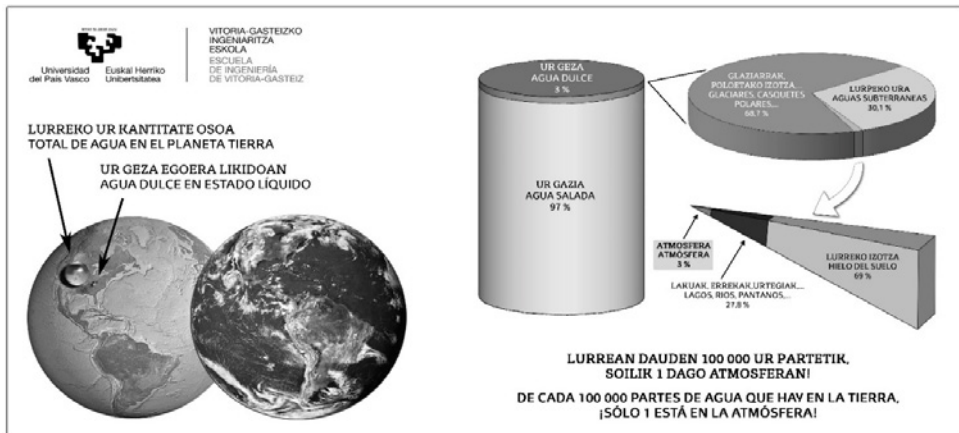 Universidad
del País Vasco
Euskal Herriko
Unibertsitatea
VITORIA-GASTEIZKO
INGENIARITZA
ESKOLA
ESCUELA
DE INGENIERÍA
DE VITORIA-GASTEIZ
LURREKO UR KANTITATE OSOA
TOTAL DE AGUA EN EL PLANETA TIERRA
UR GEZA EGOERA LIKIDOAN
AGUA DULCE EN ESTADO LÍQUIDO
UR GEZA
AGUA DULCE
3 %
UR GAZIA
AGUA SALADA
97 %
GLAZIARRAK,
POLOETAKO IZOTZA...
GLACIARES, CASQUETES
POLARES,...
68,7 %
LURPEKO URA
AGUAS SUBTERRANEAS
30,1 %
ATMOSFERA
ATMÓSFERA
3 %
LAKUAK, ERREKAK,URTEGIAK,...
LAGOS, RIOS, PANTANOS,...
27,8 %
LURREKO IZOTZA
HIELO DEL SUELO
69 %
LURREAN DAUDEN 100 000 UR PARTETIK,
SOILIK 1 DAGO ATMOSFERAN!
DE CADA 100 000 PARTES DE AGUA QUE HAY EN LA TIERRA,
¡SÓLO 1 ESTÁ EN LA ATMÓSFERA!